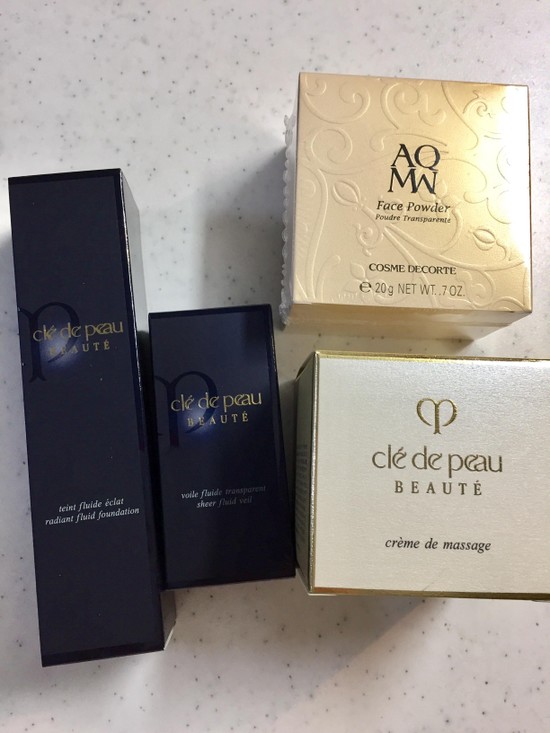 AQ
MW
Face Powder
Poudre Transparente
COSME DECORTE
℮ 20g NET WT. .7 OZ.
clé de peau
BEAUTÉ
teint fluide éclat
radiant fluid foundation
clé de peau
BEAUTÉ
voile fluide transparent
sheer fluid veil
clé de peau
BEAUTÉ
crème de massage